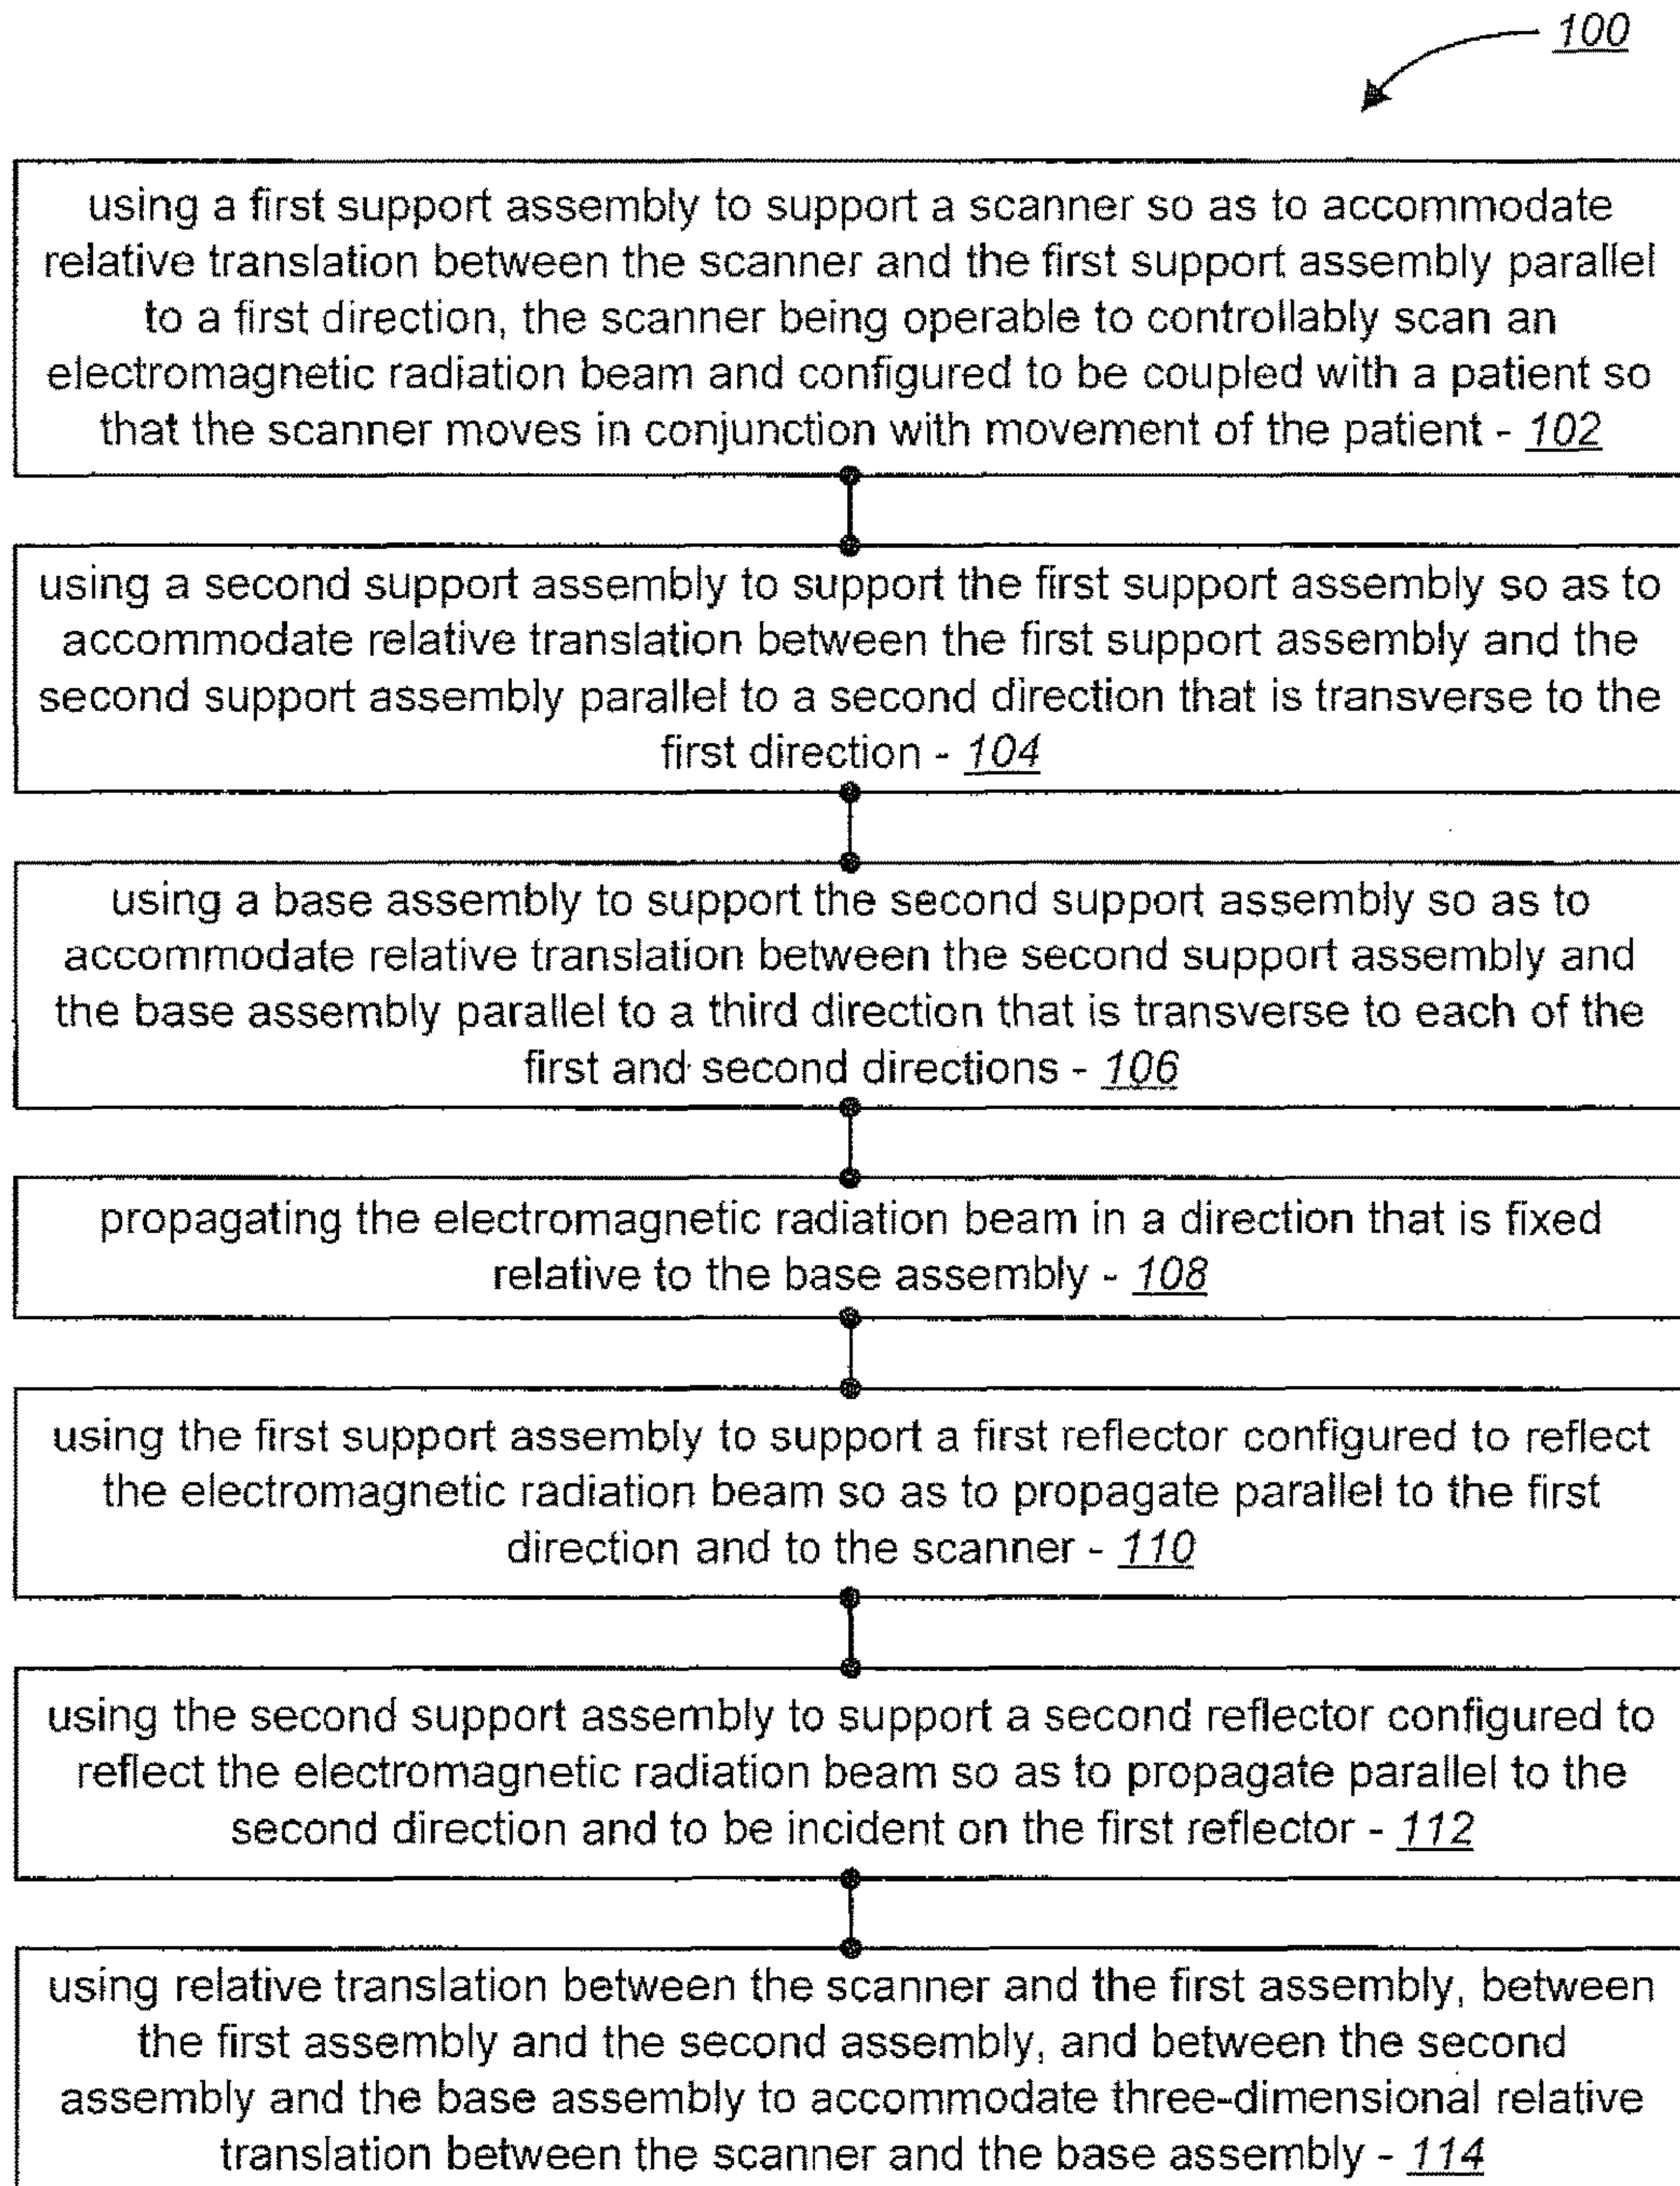 100
using a first support assembly to support a scanner so as to accommodate
relative translation between the scanner and the first support assembly parallel
to a first direction, the scanner being operable to controllably scan an
electromagnetic radiation beam and configured to be coupled with a patient so
that the scanner moves in conjunction with movement of the patient - 102
using a second support assembly to support the first support assembly so as to
accommodate relative translation between the first support assembly and the
second support assembly parallel to a second direction that is transverse to the
first direction - 104
using a base assembly to support the second support assembly so as to
accommodate relative translation between the second support assembly and
the base assembly parallel to a third direction that is transverse to each of the
first and second directions - 106
propagating the electromagnetic radiation beam in a direction that is fixed
relative to the base assembly - 108
using the first support assembly to support a first reflector configured to reflect
the electromagnetic radiation beam so as to propagate parallel to the first
direction and to the scanner - 110
using the second support assembly to support a second reflector configured to
reflect the electromagnetic radiation beam so as to propagate parallel to the
second direction and to be incident on the first reflector - 112
using relative translation between the scanner and the first assembly, between
the first assembly and the second assembly, and between the second
assembly and the base assembly to accommodate three-dimensional relative
translation between the scanner and the base assembly - 114